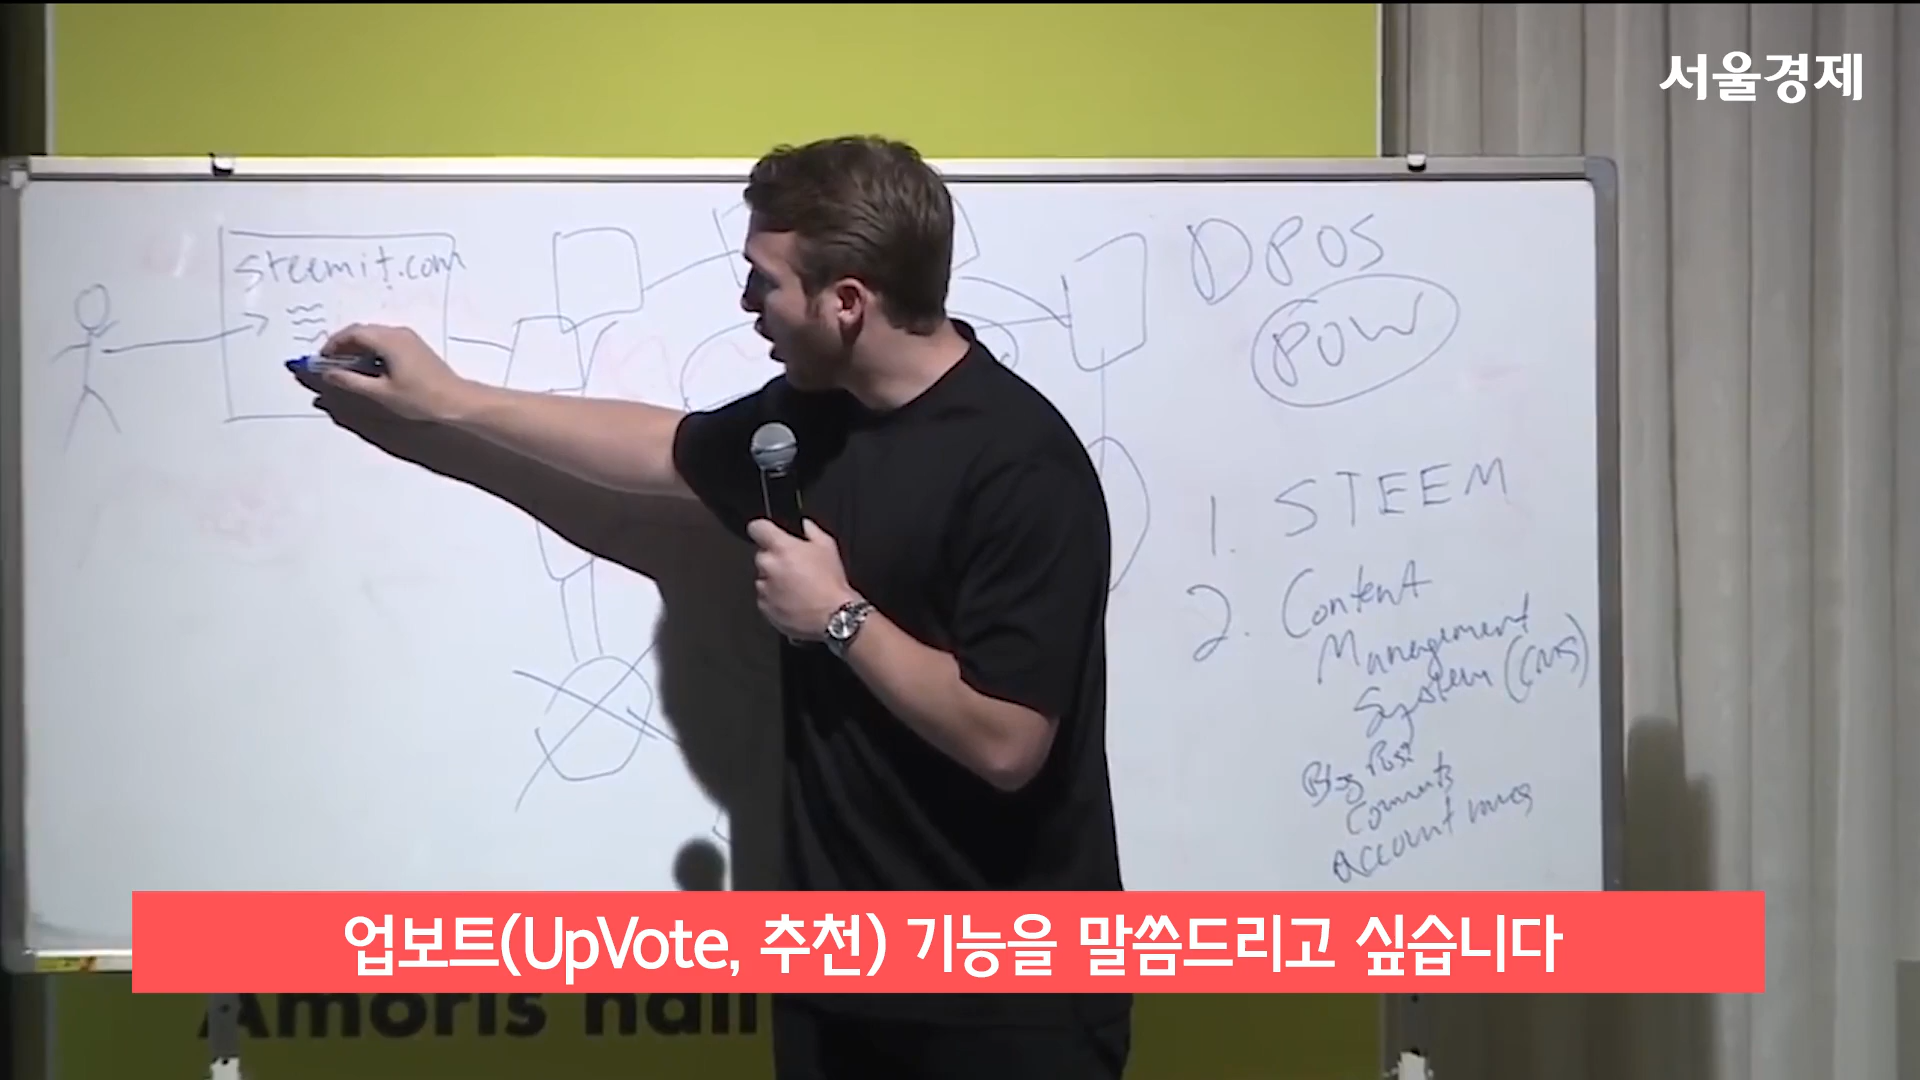 서울경제
steemit.com
DPOS
POW
1. STEEM
2. Content
Management
System (CMS)
Blog Post
Comments
Account
업보트(UpVote, 추천) 기능을 말씀드리고 싶습니다
Amoris hall